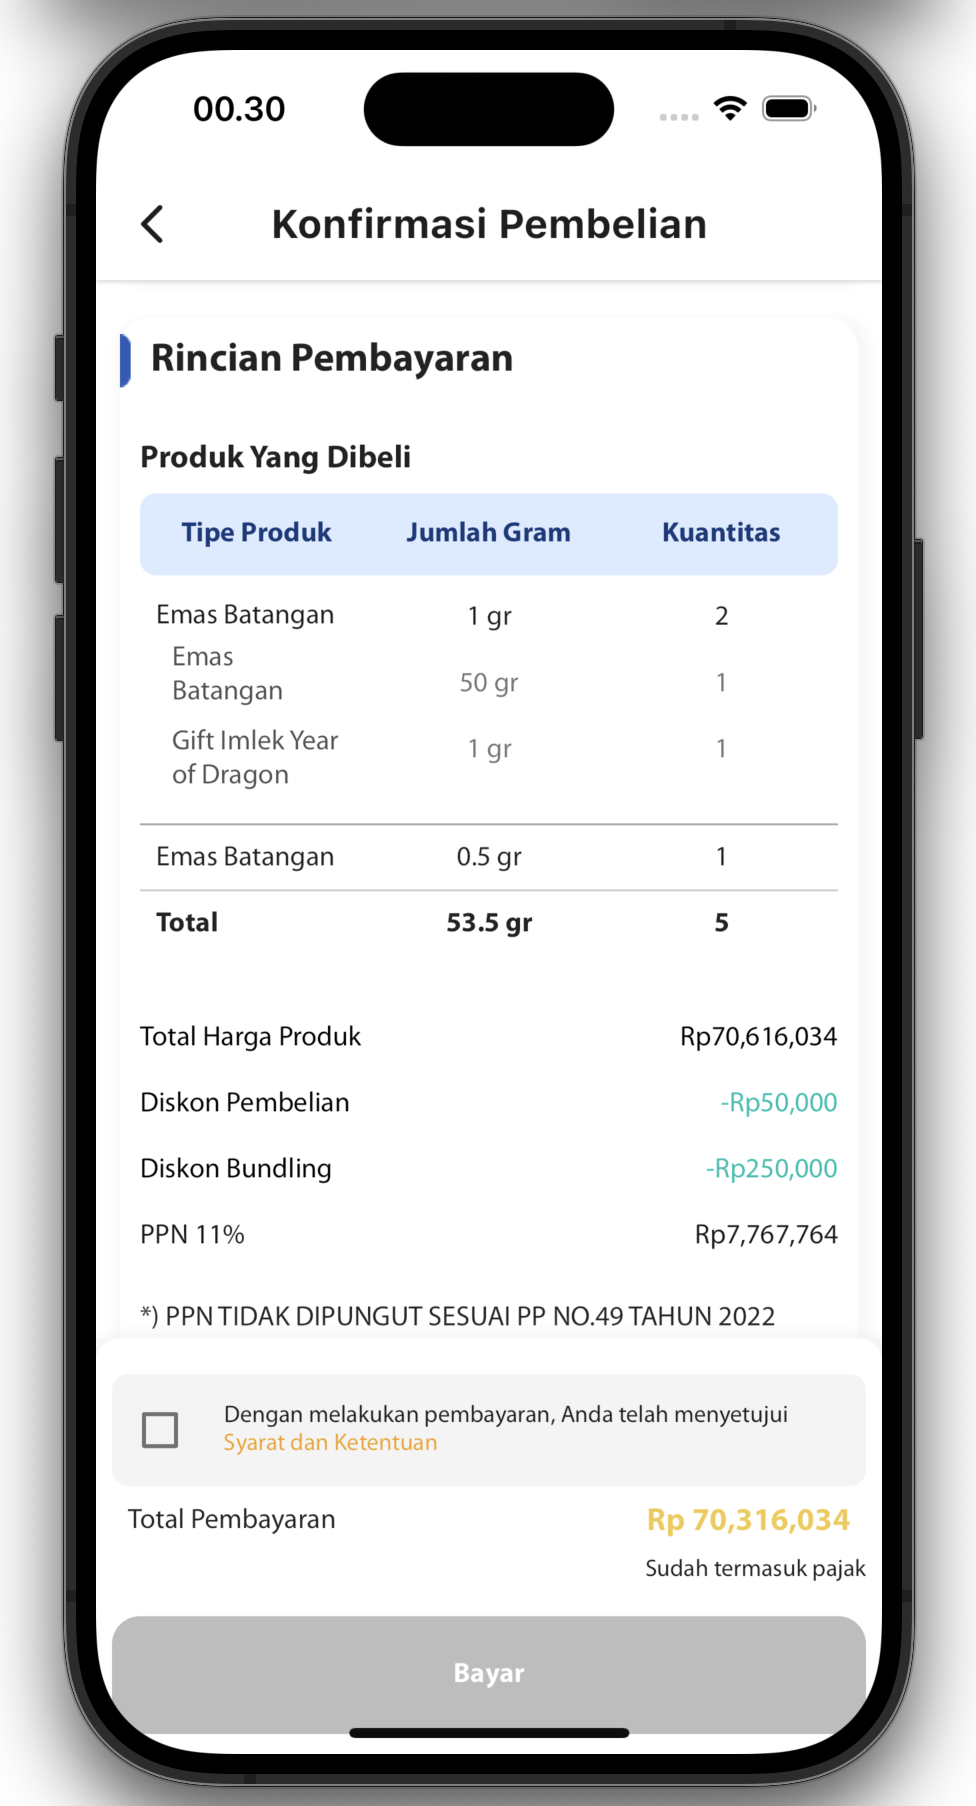 00.30
Konfirmasi Pembelian
Rincian Pembayaran
Produk Yang Dibeli
Tipe Produk Jumlah Gram Kuantitas
Emas Batangan 1 gr 2
Emas
Batangan 50 gr 1
Gift Imlek Year
of Dragon 1 gr 1
Emas Batangan 0.5 gr 1
Total 53.5 gr 5
Total Harga Produk Rp70,616,034
Diskon Pembelian -Rp50,000
Diskon Bundling -Rp250,000
PPN 11% Rp7,767,764
*) PPN TIDAK DIPUNGUT SESUAI PP NO.49 TAHUN 2022
Dengan melakukan pembayaran, Anda telah menyetujui
Syarat dan Ketentuan
Total Pembayaran Rp 70,316,034
Sudah termasuk pajak
Bayar